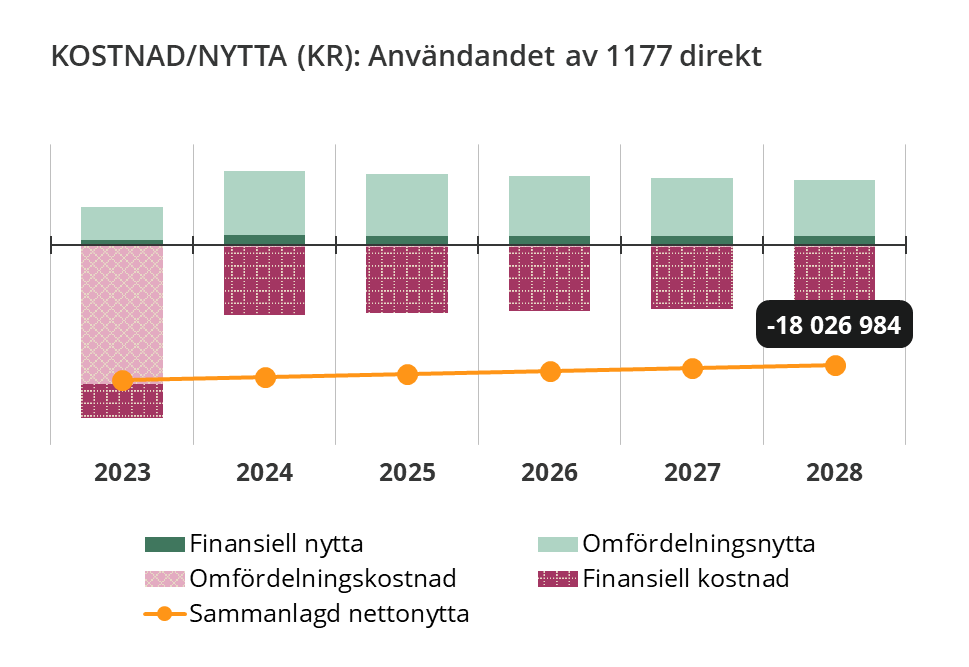 KOSTNAD/NYTTA (KR): Användandet av 1177 direkt
-18 026 984
2023 2024 2025 2026 2027 2028
Finansiell nytta Omfördelningsnytta
Omfördelningskostnad Finansiell kostnad
Sammanlagd nettonytta